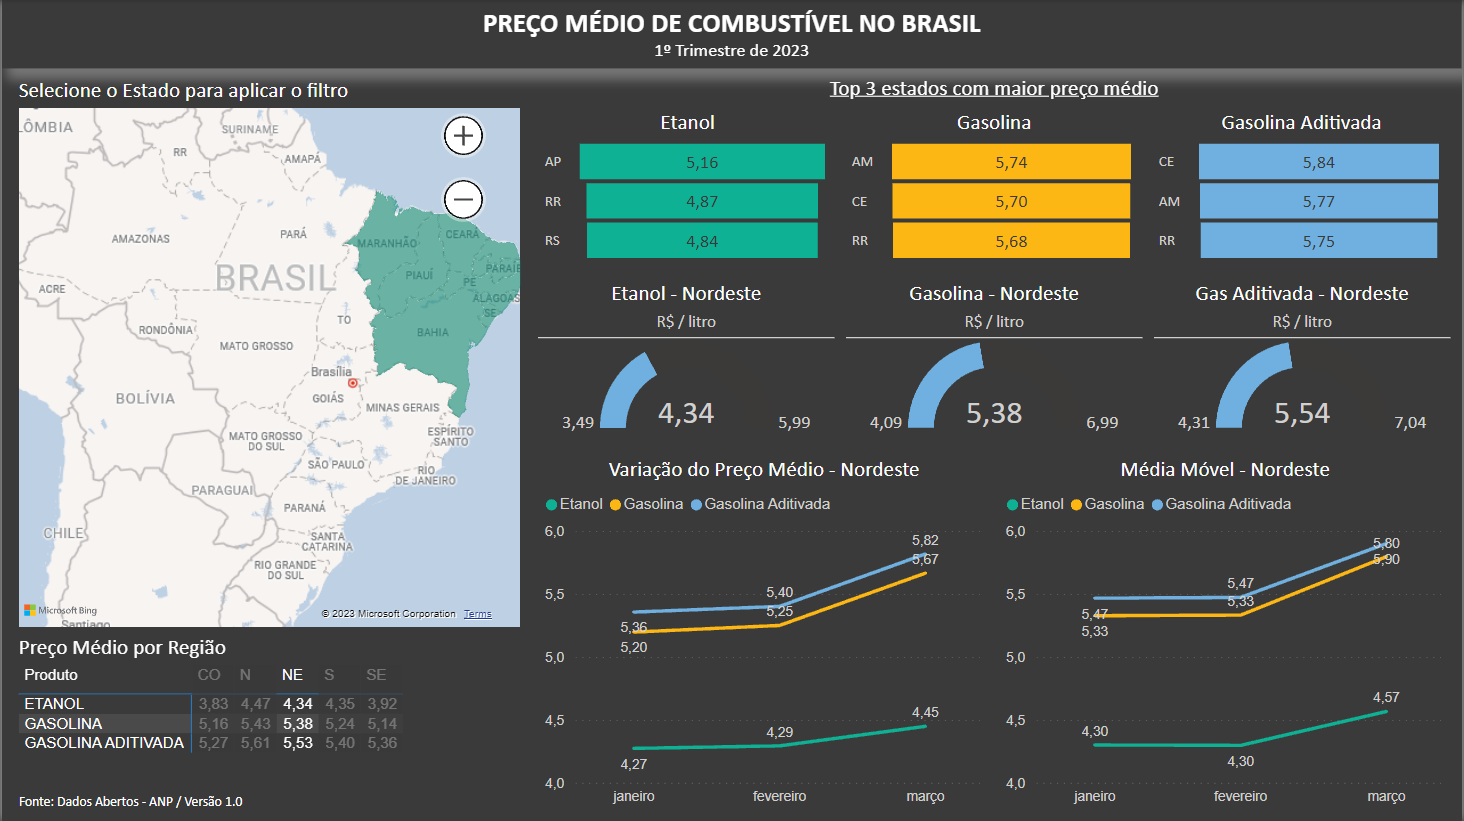 PREÇO MÉDIO DE COMBUSTÍVEL NO BRASIL
1º Trimestre de 2023
Selecione o Estado para aplicar o filtro
LÔMBIA
SURINAME
RR
AMAPÁ
AMAZONAS
PARÁ
MARANHÃO
CEARÁ
BRASIL
PIAUÍ
PARAÍB
PE
ACRE
ALAGOAS
SE
TO
RONDÔNIA
BAHIA
MATO GROSSO
Brasília
BOLÍVIA
GOIÁS
MINAS GERAIS
MATO GROSSO
DO SUL
ESPÍRITO
SANTO
SÃO PAULO
RIO
DE JANEIRO
PARAGUAI
PARANÁ
CHILE
SANTA
CATARINA
RIO GRANDE
DO SUL
Microsoft Bing
Santiago
© 2023 Microsoft Corporation Terms
Top 3 estados com maior preço médio
Etanol
AP 5,16
RR 4,87
RS 4,84
Gasolina
AM 5,74
CE 5,70
RR 5,68
Gasolina Aditivada
CE 5,84
AM 5,77
RR 5,75
Etanol - Nordeste
R$ / litro
3,49 4,34 5,99
Gasolina - Nordeste
R$ / litro
4,09 5,38 6,99
Gas Aditivada - Nordeste
R$ / litro
4,31 5,54 7,04
Variação do Preço Médio - Nordeste
Etanol Gasolina Gasolina Aditivada
6,0
5,82
5,67
5,5
5,40
5,25
5,36
5,20
5,0
4,5
4,45
4,29
4,27
4,0
janeiro fevereiro março
Média Móvel - Nordeste
Etanol Gasolina Gasolina Aditivada
6,0
5,80
5,90
5,5
5,47
5,33
5,47
5,33
5,0
4,57
4,5
4,30
4,30
4,0
janeiro fevereiro março
Preço Médio por Região
Produto CO N NE S SE
ETANOL 3,83 4,47 4,34 4,35 3,92
GASOLINA 5,16 5,43 5,38 5,24 5,14
GASOLINA ADITIVADA 5,27 5,61 5,53 5,40 5,36
Fonte: Dados Abertos - ANP / Versão 1.0